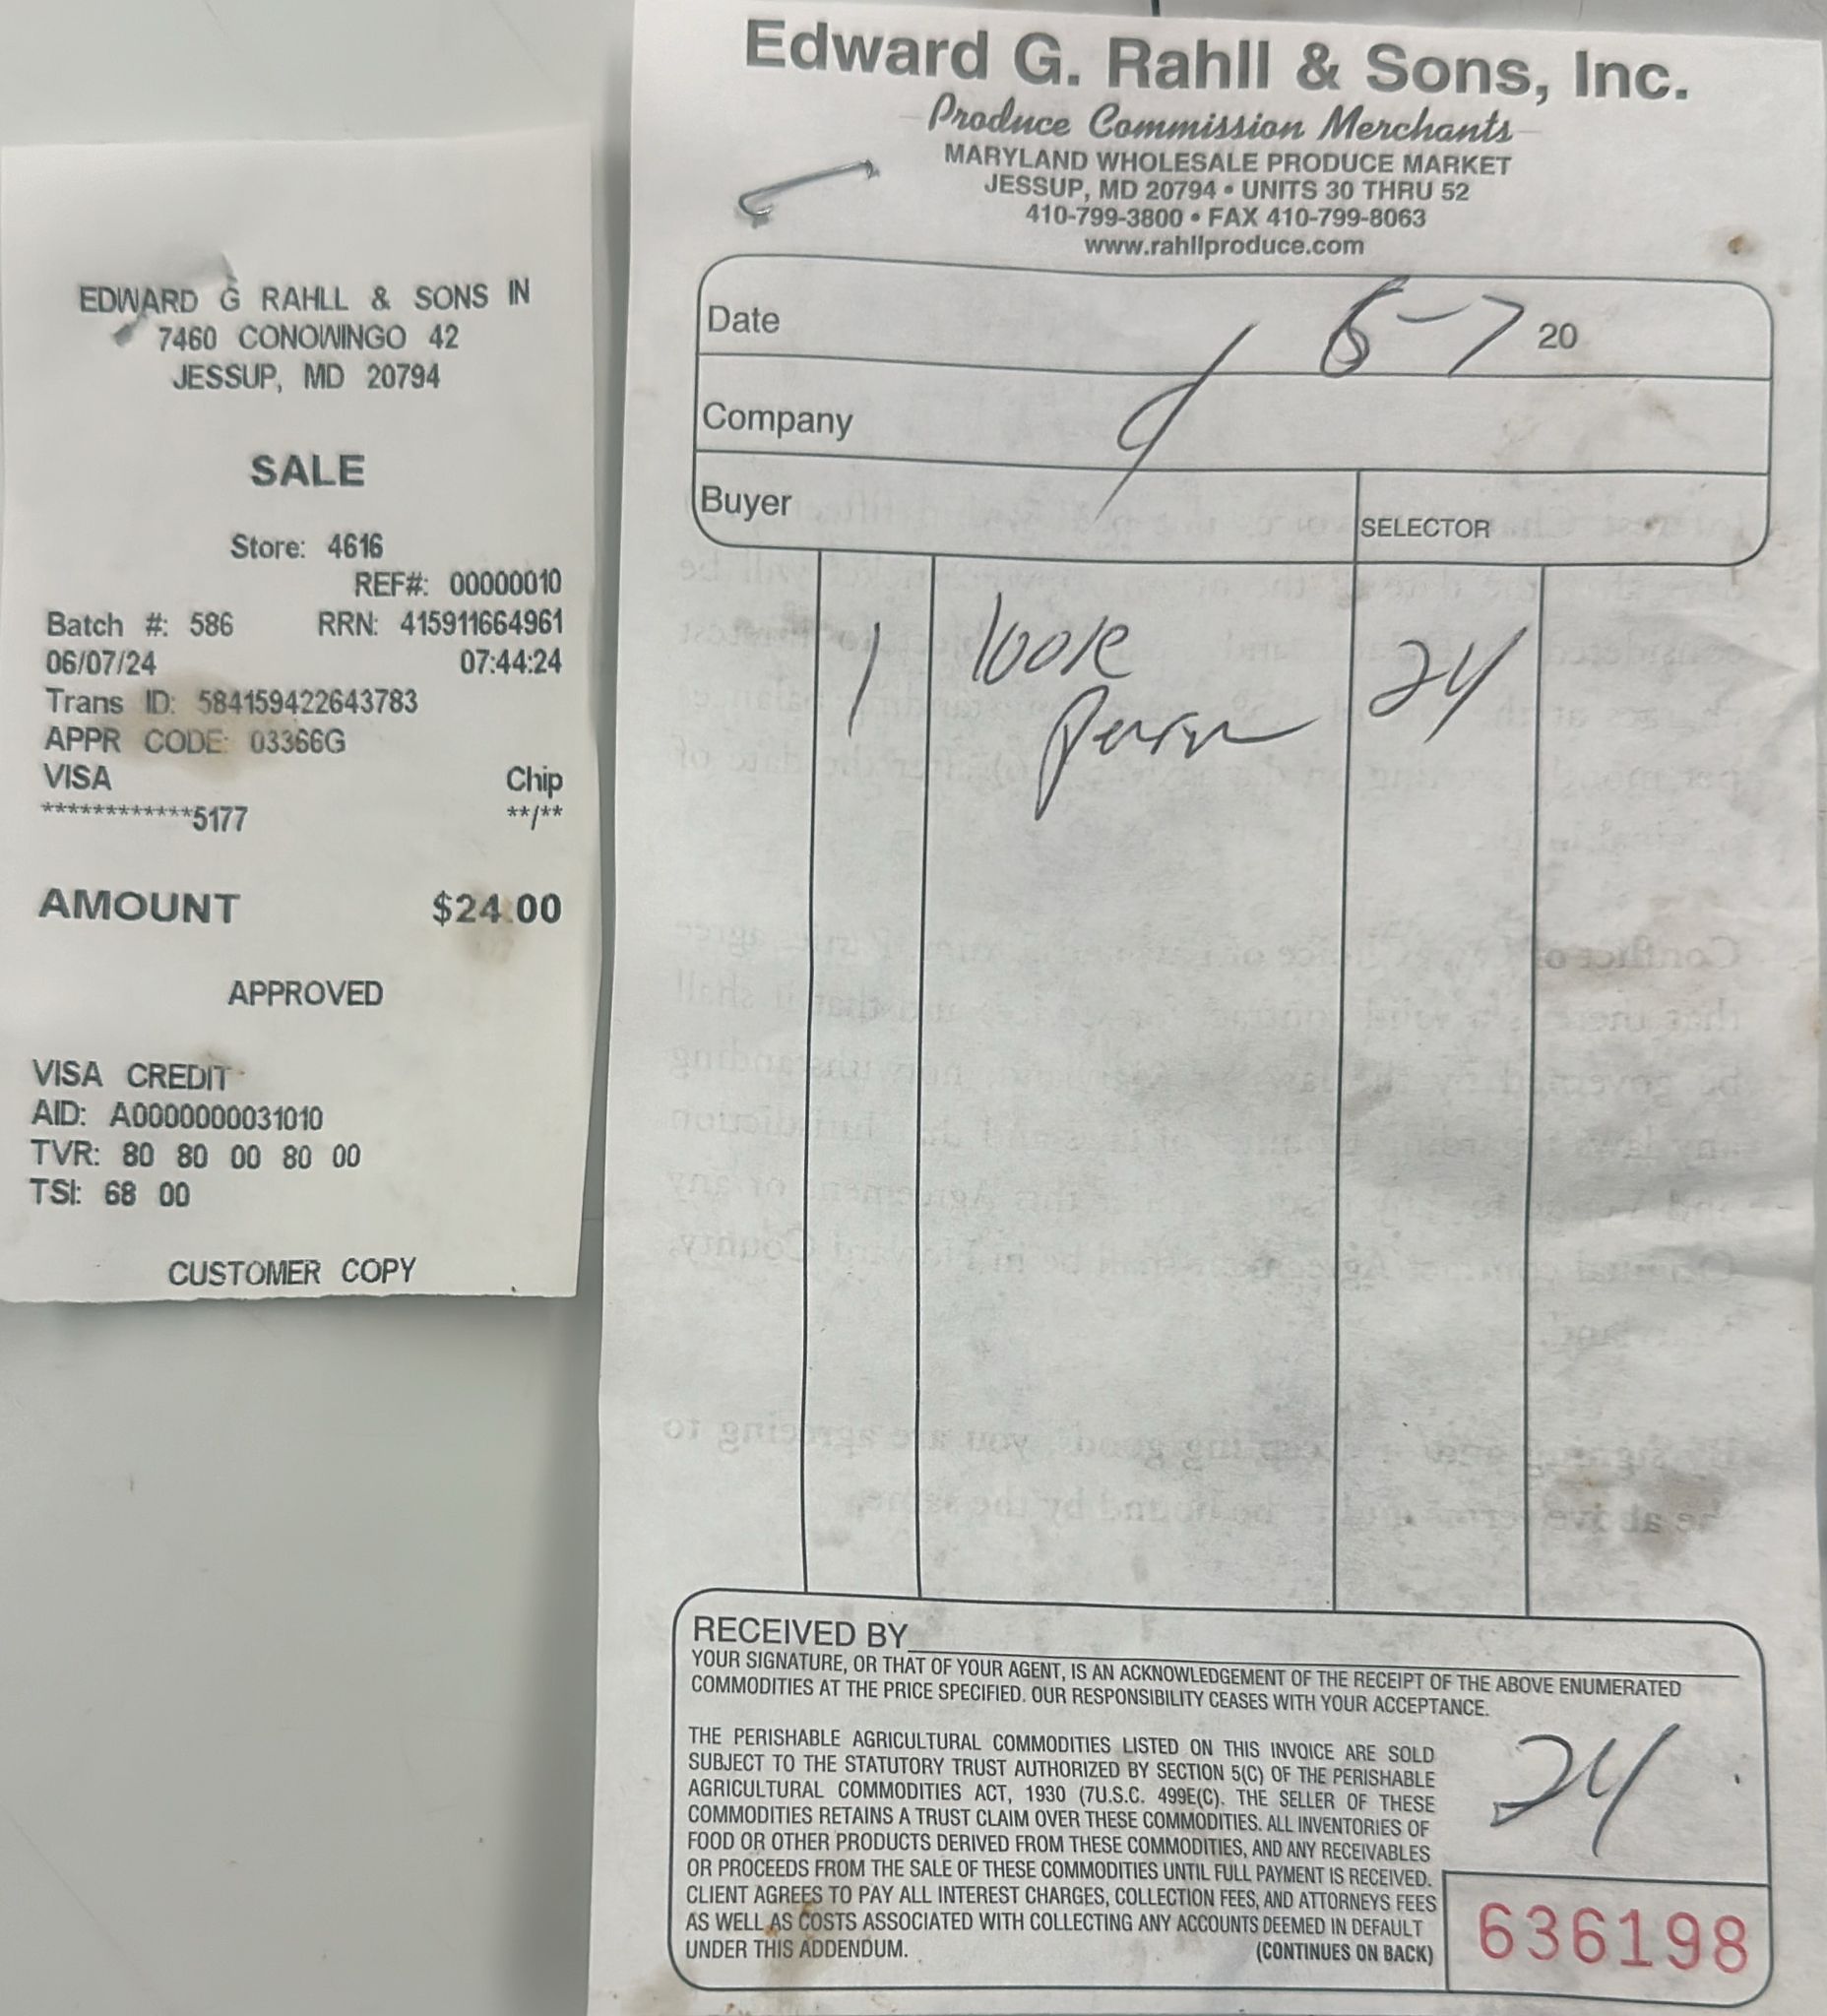 EDWARD G RAHLL & SONS IN
7460 CONOWINGO 42
JESSUP, MD 20794
SALE
Store: 4616
REF#: 00000010
Batch #: 586 RRN: 415911664961
06/07/24 07:44:24
Trans ID: 584159422643783
APPR CODE: 03366G
VISA Chip
************5177 **/**
AMOUNT $24.00
APPROVED
VISA CREDIT
AID: A0000000031010
TVR: 80 80 00 80 00
TSI: 68 00
CUSTOMER COPY
Edward G. Rahll & Sons, Inc.
Produce Commission Merchants
MARYLAND WHOLESALE PRODUCE MARKET
JESSUP, MD 20794 • UNITS 30 THRU 52
410-799-3800 • FAX 410-799-8063
www.rahllproduce.com
Date 6-7 20
Company
Buyer
SELECTOR
1 loose 24
RECEIVED BY
YOUR SIGNATURE, OR THAT OF YOUR AGENT, IS AN ACKNOWLEDGEMENT OF THE RECEIPT OF THE ABOVE ENUMERATED
COMMODITIES AT THE PRICE SPECIFIED. OUR RESPONSIBILITY CEASES WITH YOUR ACCEPTANCE.
THE PERISHABLE AGRICULTURAL COMMODITIES LISTED ON THIS INVOICE ARE SOLD
SUBJECT TO THE STATUTORY TRUST AUTHORIZED BY SECTION 5(C) OF THE PERISHABLE
AGRICULTURAL COMMODITIES ACT, 1930 (7U.S.C. 499E(C). THE SELLER OF THESE
COMMODITIES RETAINS A TRUST CLAIM OVER THESE COMMODITIES. ALL INVENTORIES OF
FOOD OR OTHER PRODUCTS DERIVED FROM THESE COMMODITIES, AND ANY RECEIVABLES
OR PROCEEDS FROM THE SALE OF THESE COMMODITIES UNTIL FULL PAYMENT IS RECEIVED.
CLIENT AGREES TO PAY ALL INTEREST CHARGES, COLLECTION FEES, AND ATTORNEYS FEES
AS WELL AS COSTS ASSOCIATED WITH COLLECTING ANY ACCOUNTS DEEMED IN DEFAULT
UNDER THIS ADDENDUM. (CONTINUES ON BACK)
24
636198